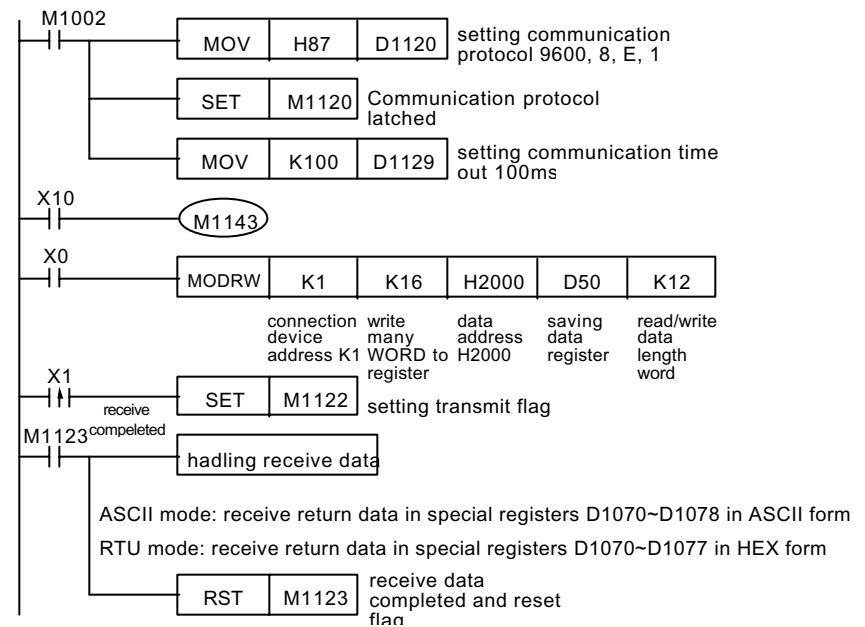 M1002
MOV H87 D1120
setting communication
protocol 9600, 8, E, 1
SET M1120
Communication protocol
latched
MOV K100 D1129
setting communication time
out 100ms
X10
M1143
X0
MODRW K1 K16 H2000 D50 K12
connection
device
address K1
write
many
WORD to
register
data
address
H2000
saving
data
register
read/write
data
length
word
X1
SET M1122
setting transmit flag
receive
compeleted
M1123
hadling receive data
ASCII mode: receive return data in special registers D1070~D1078 in ASCII form
RTU mode: receive return data in special registers D1070~D1077 in HEX form
RST M1123
receive data
completed and reset
flag